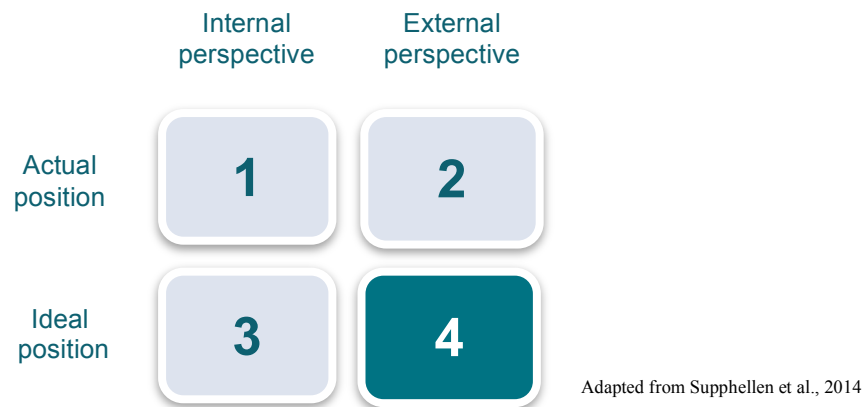 Internal
perspective
External
perspective
Actual
position
1
2
Ideal
position
3
4
Adapted from Supphellen et al., 2014